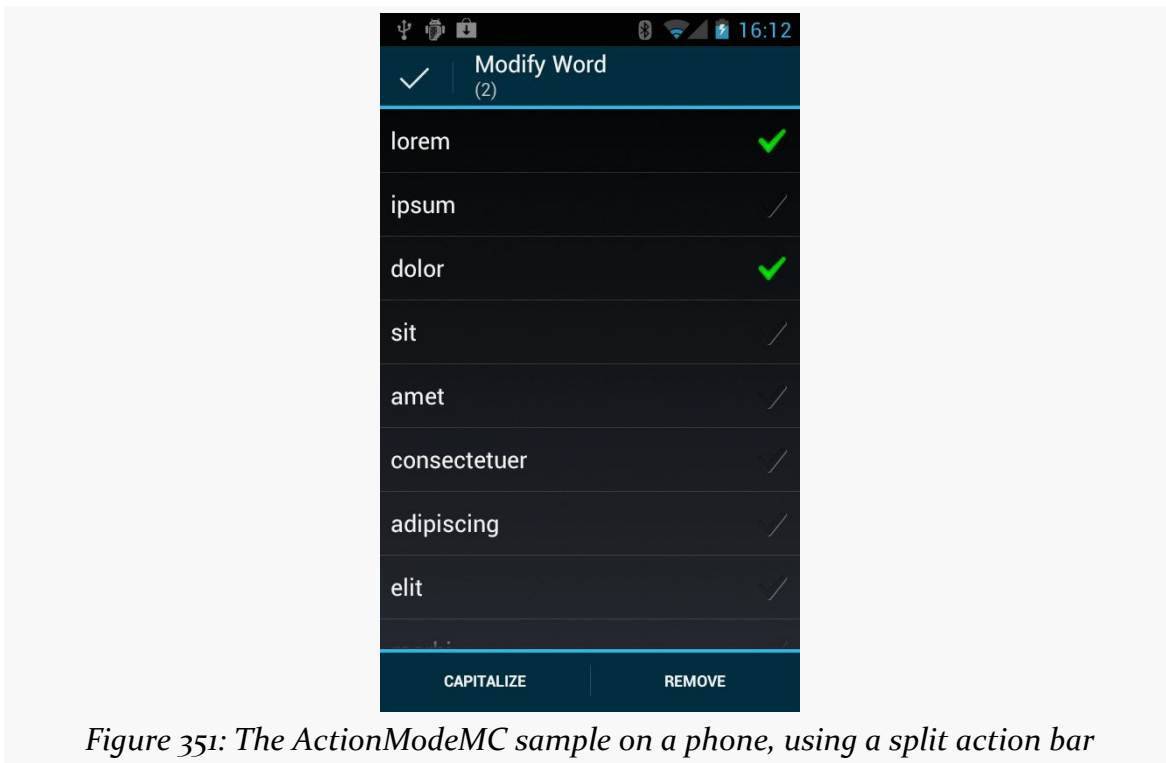 16:12
Modify Word
(2)
lorem
ipsum
dolor
sit
amet
consectetuer
adipiscing
elit
CAPITALIZE REMOVE
Figure 351: The ActionModeMC sample on a phone, using a split action bar